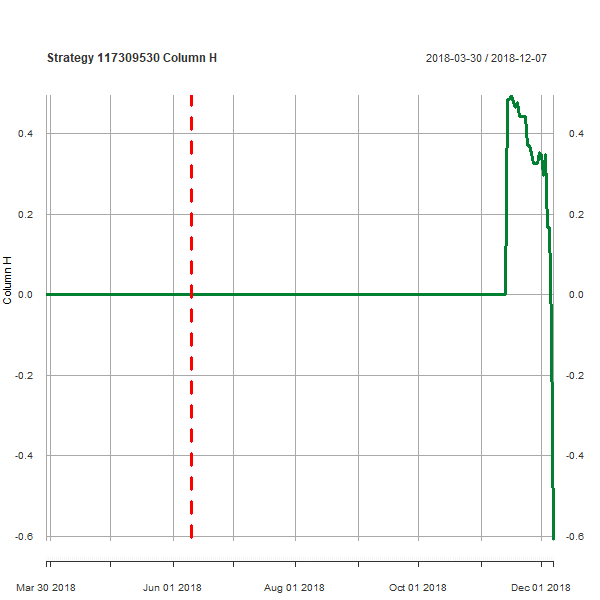 Strategy 117309530 Column H
2018-03-30 / 2018-12-07
0.4
0.2
0.0
-0.2
-0.4
-0.6
Column H
0.4
0.2
0.0
-0.2
-0.4
-0.6
Mar 30 2018
Jun 01 2018
Aug 01 2018
Oct 01 2018
Dec 01 2018